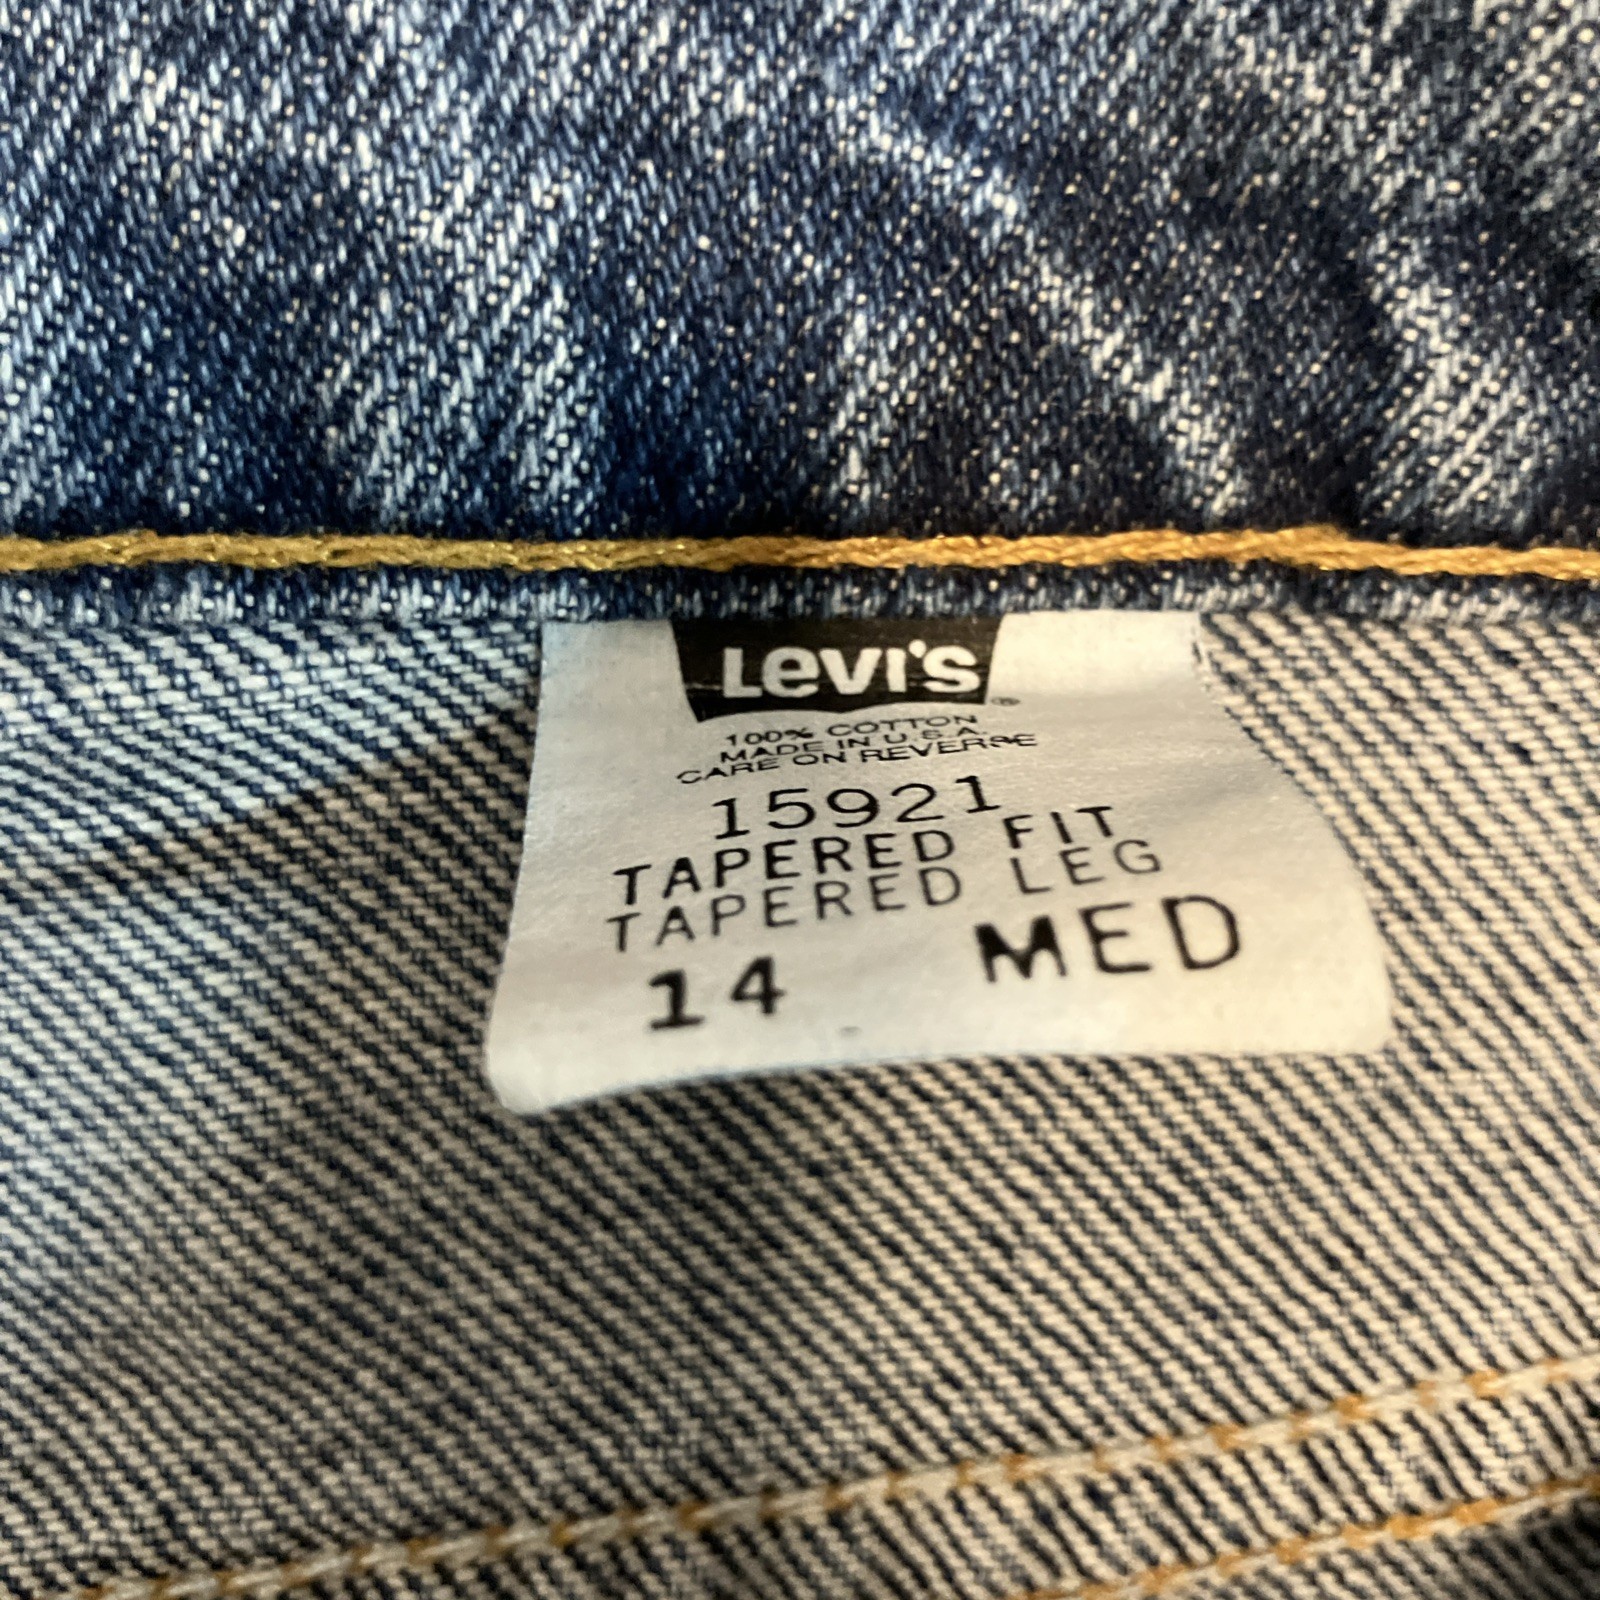 Levi's®
100% COTTON
MADE IN U.S.A.
CARE ON REVERSE
15921
TAPERED FIT
TAPERED LEG
14 MED